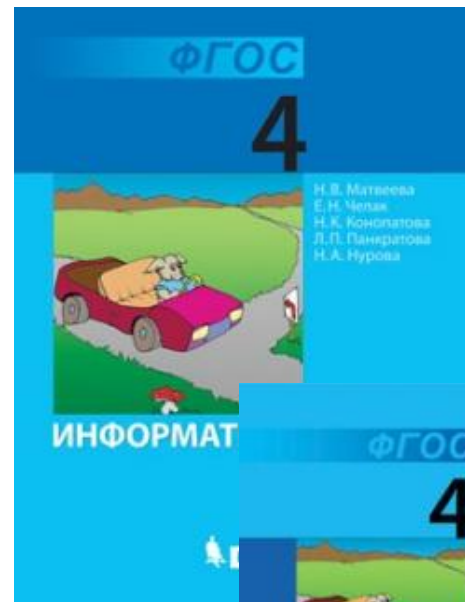 ФГОС
4
Н. В. Матвеева
Е. Н. Челак
Н. К. Конопатова
Л. П. Панкратова
Н. А. Нурова
ИНФОРМАТ
ФГОС
4